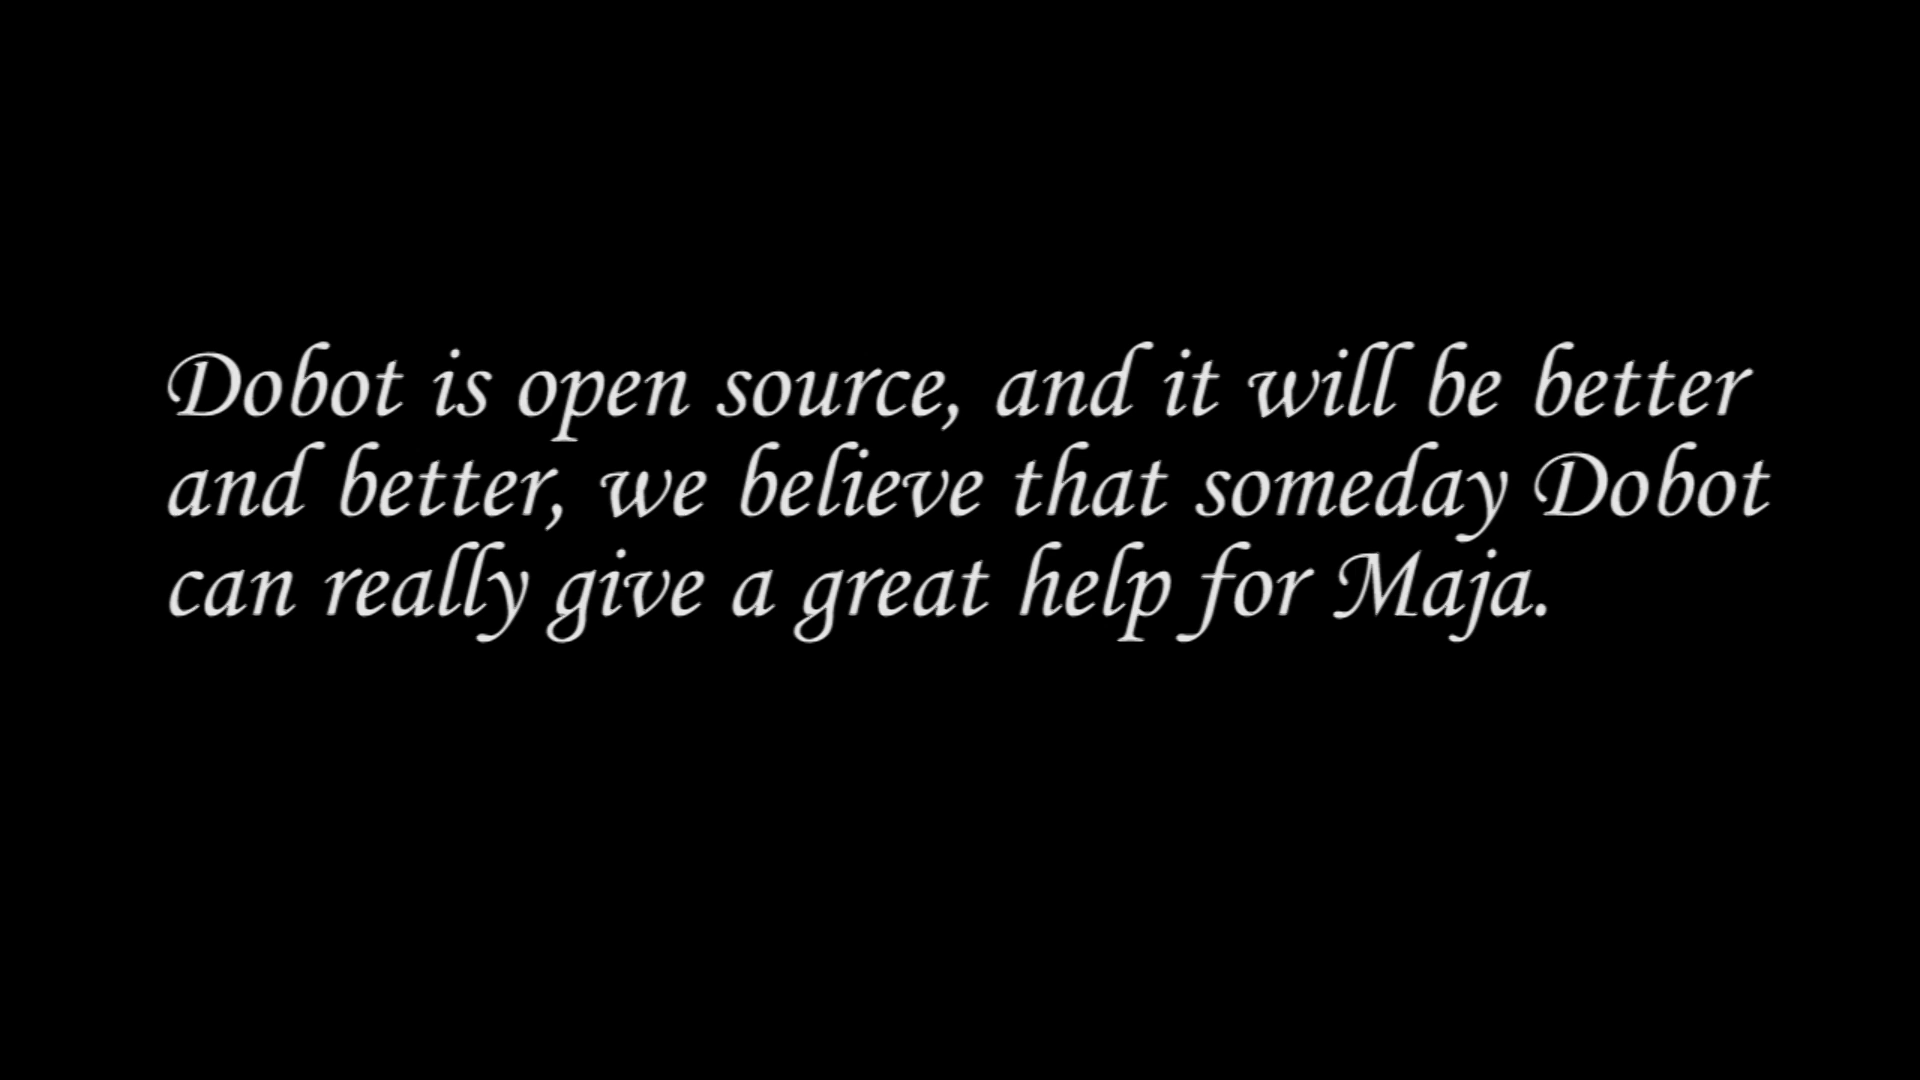 Dobot is open source, and it will be better
and better, we believe that someday Dobot
can really give a great help for Maja.